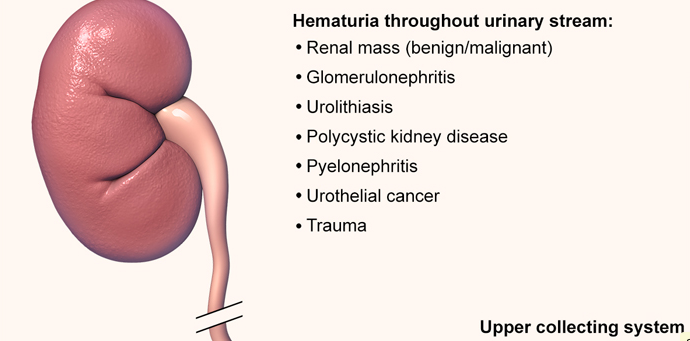 Hematuria throughout urinary stream:
• Renal mass (benign/malignant)
• Glomerulonephritis
• Urolithiasis
• Polycystic kidney disease
• Pyelonephritis
• Urothelial cancer
• Trauma
Upper collecting system